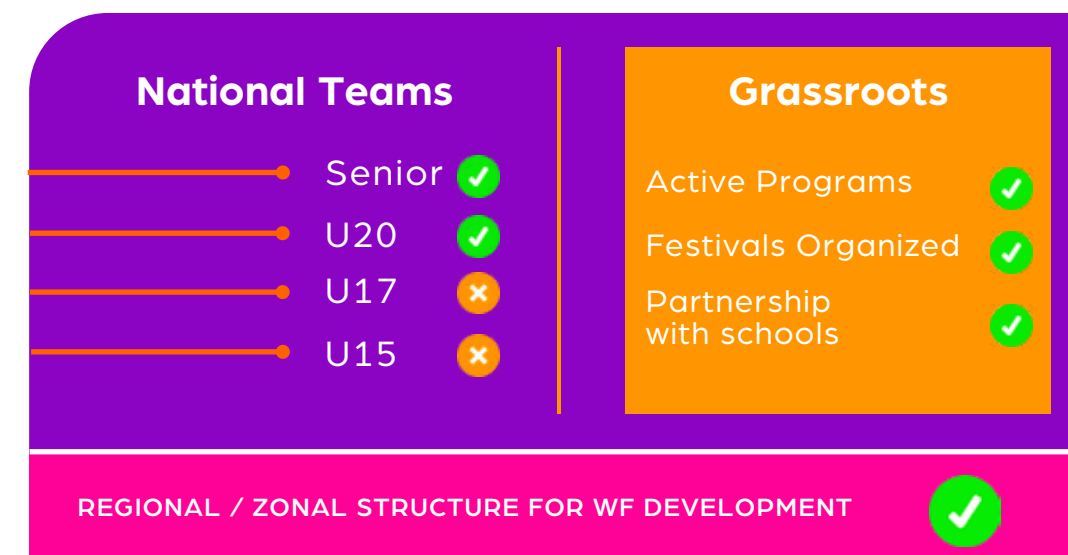 National Teams
Senior
U20
U17
U15
Grassroots
Active Programs
Festivals Organized
Partnership
with schools
REGIONAL / ZONAL STRUCTURE FOR WF DEVELOPMENT